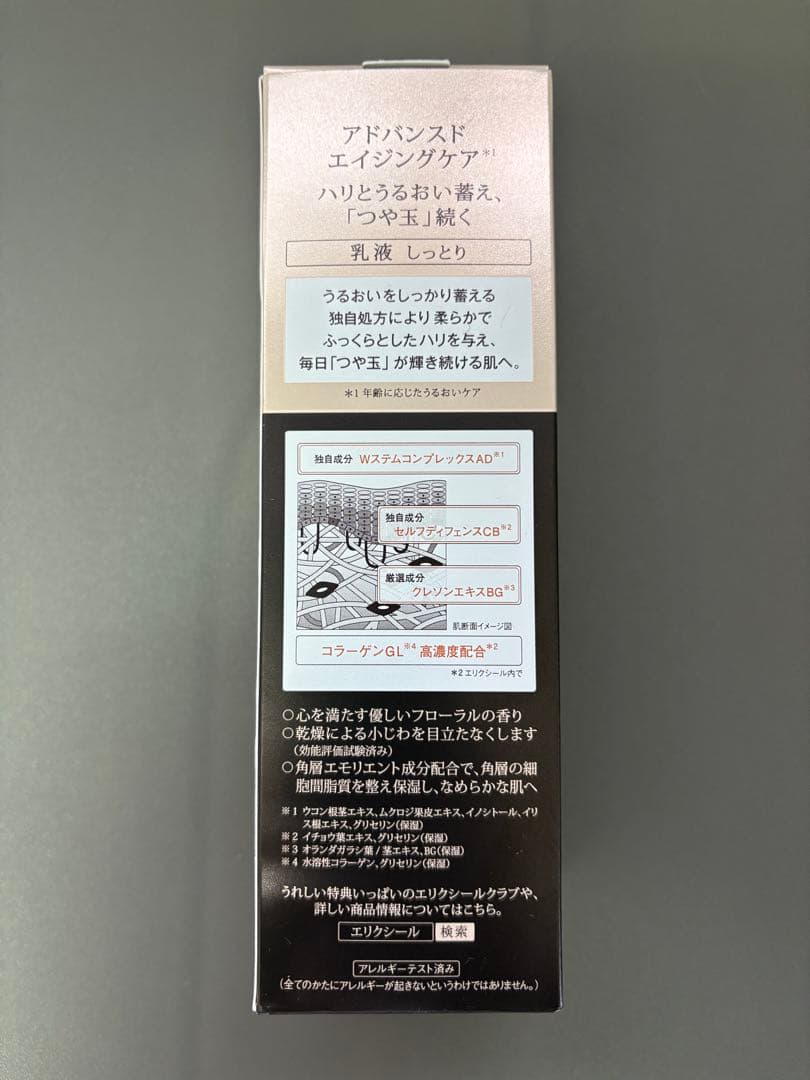 アドバンスド
エイジングケア*1
ハリとうるおい蓄え、
「つや玉」続く
乳液 しっとり
うるおいをしっかり蓄える
独自処方により柔らかで
ふっくらとしたハリを与え、
毎日「つや玉」が輝き続ける肌へ。
*1 年齢に応じたうるおいケア
独自成分 WステムコンプレックスAD※1
独自成分
セルフディフェンスCB※2
厳選成分
クレソンエキスBG※3
肌断面イメージ図
コラーゲンGL※4 高濃度配合*2
*2 エリクシール内で
○心を満たす優しいフローラルの香り
○乾燥による小じわを目立たなくします
(効能評価試験済み)
○角層エモリエント成分配合で、角層の細
胞間脂質を整え保湿し、なめらかな肌へ
※1 ウコン根茎エキス、ムクロジ果皮エキス、イノシトール、イリ
ス根エキス、グリセリン(保湿)
※2 イチョウ葉エキス、グリセリン(保湿)
※3 オランダガラシ葉/茎エキス、BG(保湿)
※4 水溶性コラーゲン、グリセリン(保湿)
うれしい特典いっぱいのエリクシールクラブや、
詳しい商品情報についてはこちら。
エリクシール 検索
アレルギーテスト済み
(全てのかたにアレルギーが起きないというわけではありません。)